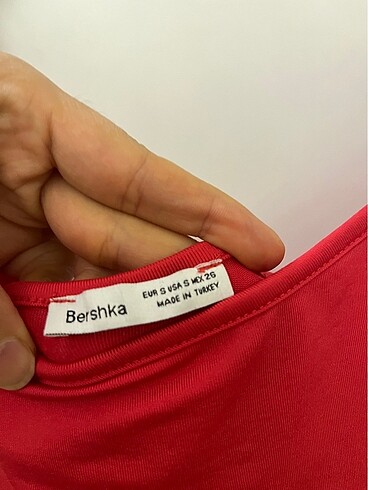 Bershka
EUR S USA S MEX 26
MADE IN TURKEY